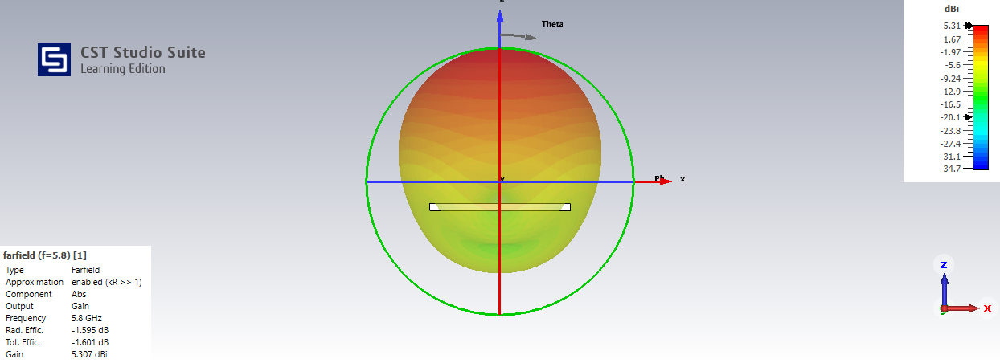 z
Theta
dBi
CST Studio Suite
Learning Edition
5.31
1.67
-1.97
-5.6
-9.24
-12.9
-16.5
-20.1
-23.8
-27.4
-31.1
-34.7
y
Phi
x
farfield (f=5.8) [1]
Type Farfield
Approximation enabled (kR >> 1)
Component Abs
Output Gain
Frequency 5.8 GHz
Rad. Effic. -1.595 dB
Tot. Effic. -1.601 dB
Gain 5.307 dBi
z
x